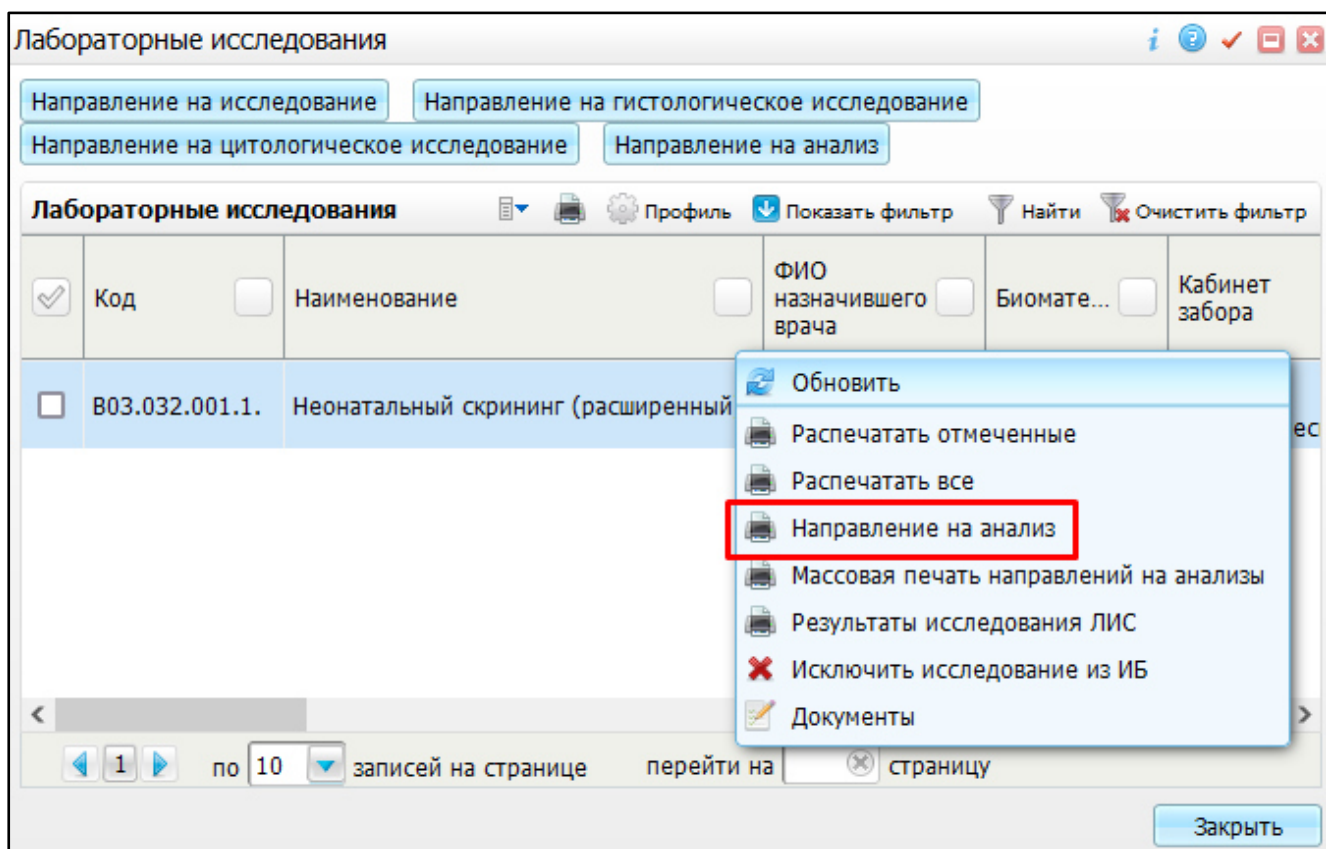 Лабораторные исследования
Направление на исследование Направление на гистологическое исследование
Направление на цитологическое исследование Направление на анализ
Лабораторные исследования Профиль Показать фильтр Найти Очистить фильтр
Код Наименование ФИО назначившего врача Биомате... Кабинет забора
B03.032.001.1. Неонатальный скрининг (расширенный
Обновить
Распечатать отмеченные
Распечатать все
Направление на анализ
Массовая печать направлений на анализы
Результаты исследования ЛИС
Исключить исследование из ИБ
Документы
1 по 10 записей на странице перейти на страницу
Закрыть